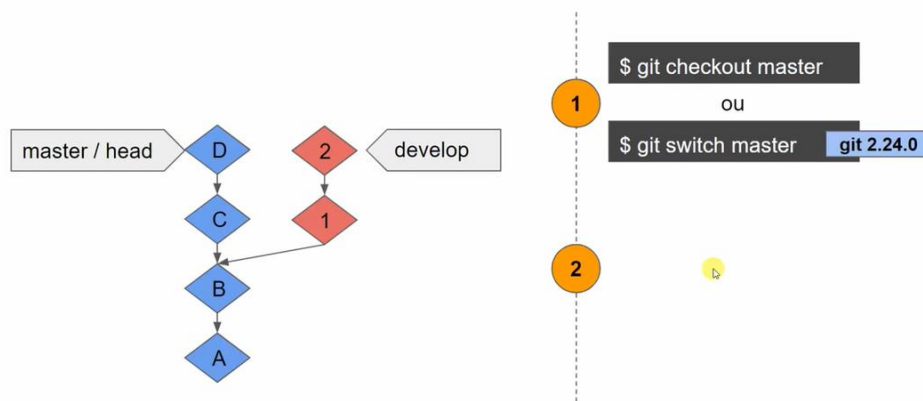 $ git checkout master
1
ou
$ git switch master
git 2.24.0
master / head
D
2
develop
C
1
B
2
A